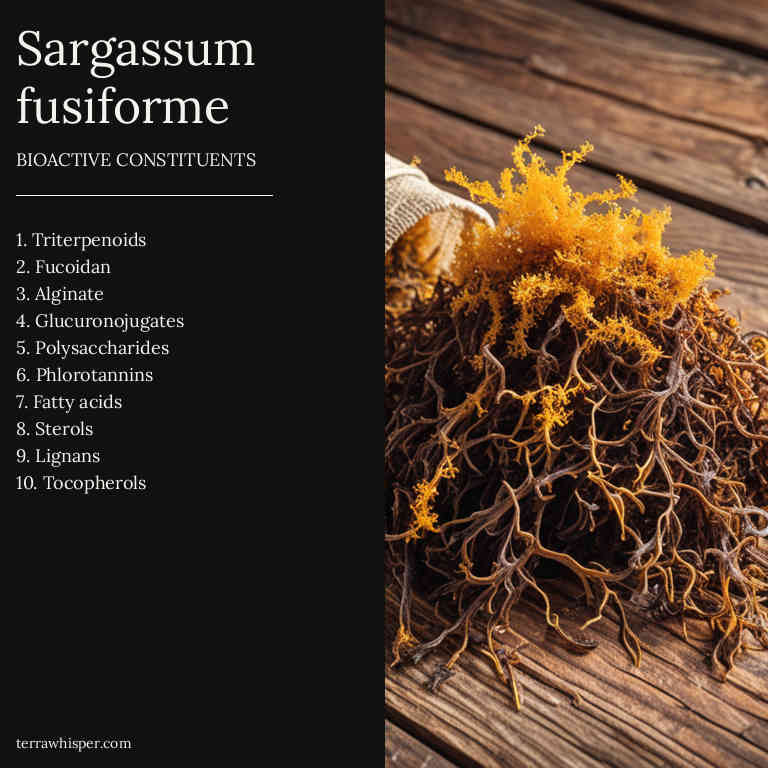 Sargassum
fusiforme
BIOACTIVE CONSTITUENTS
1. Triterpenoids
2. Fucoidan
3. Alginate
4. Glucuronojugates
5. Polysaccharides
6. Phlorotannins
7. Fatty acids
8. Sterols
9. Lignans
10. Tocopherols
terrawhisper.com